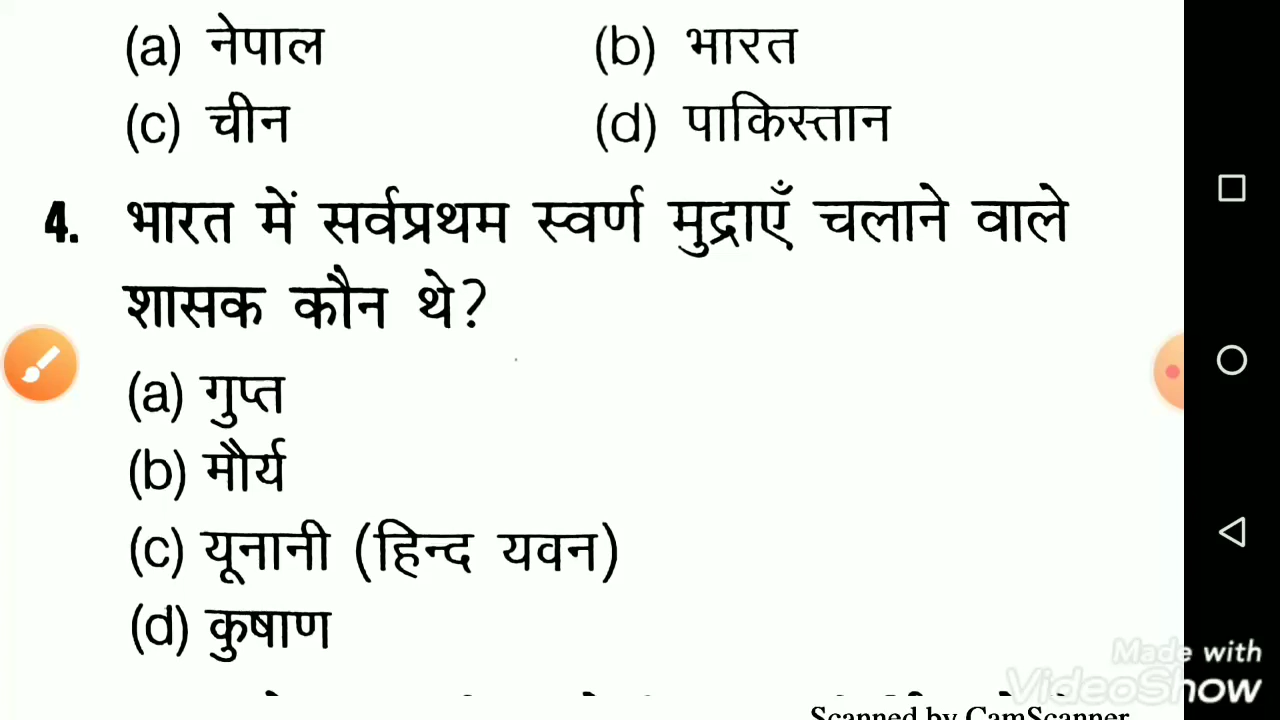 (a) नेपाल (b) भारत
(c) चीन (d) पाकिस्तान
4. भारत में सर्वप्रथम स्वर्ण मुद्राएँ चलाने वाले
शासक कौन थे?
(a) गुप्त
(b) मौर्य
(c) यूनानी (हिन्द यवन)
(d) कुषाण
Made with
VideoShow
Scanned by CamScanner